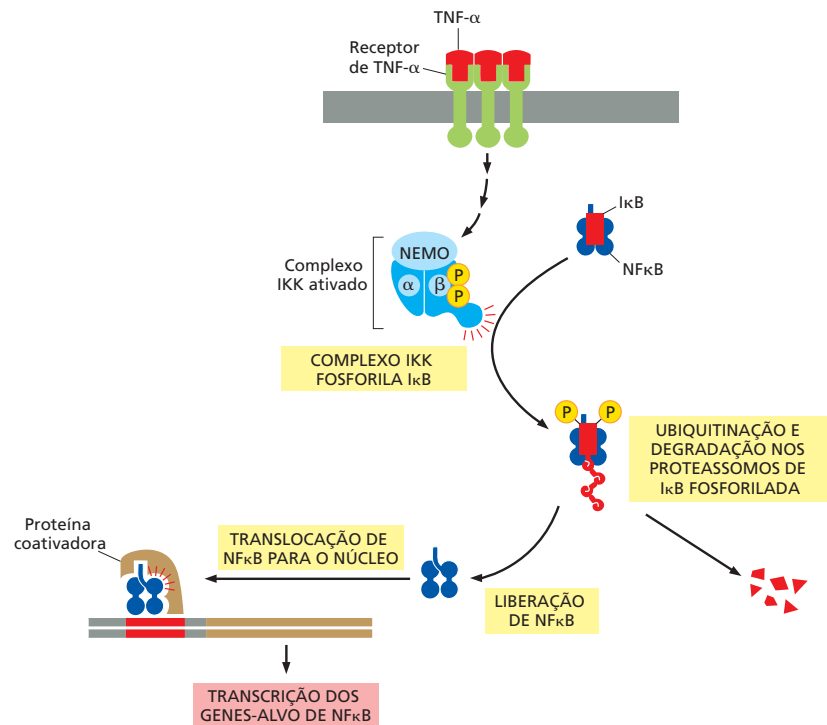 TNF-α
Receptor
de TNF-α
IκB
NFκB
NEMO
α
β
P
P
Complexo
IKK ativado
COMPLEXO IKK
FOSFORILA IκB
P
P
UBIQUITINAÇÃO E
DEGRADAÇÃO NOS
PROTEASSOMOS DE
IκB FOSFORILADA
Proteína
coativadora
TRANSLOCAÇÃO DE
NFκB PARA O NÚCLEO
LIBERAÇÃO
DE NFκB
TRANSCRIÇÃO DOS
GENES-ALVO DE NFκB